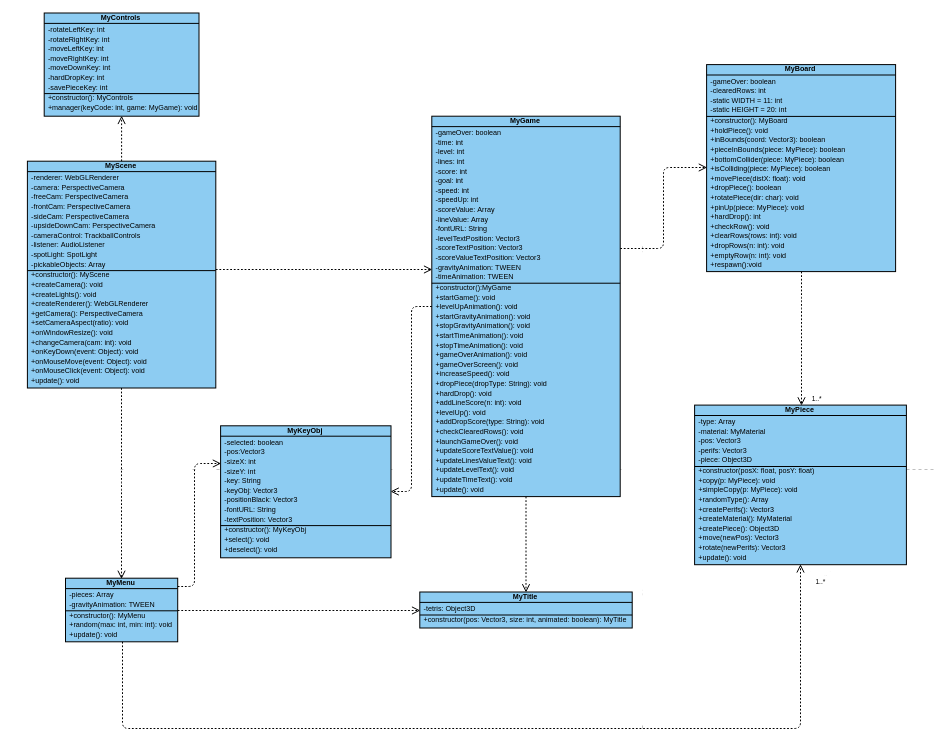 MyControls
-rotateLeftKey: int
-rotateRightKey: int
-moveLeftKey: int
-moveRightKey: int
-moveDownKey: int
-hardDropKey: int
-savePieceKey: int
+constructor(): MyControls
+manager(keyCode: int, game: MyGame): void
MyScene
-renderer: WebGLRenderer
-camera: PerspectiveCamera
-freeCam: PerspectiveCamera
-frontCam: PerspectiveCamera
-sideCam: PerspectiveCamera
-upsideDownCam: PerspectiveCamera
-cameraControl: TrackballControls
-listener: AudioListener
-spotLight: SpotLight
-pickableObjects: Array
+constructor(): MyScene
+createCamera(): void
+createLights(): void
+createRenderer(): WebGLRenderer
+getCamera(): PerspectiveCamera
+setCameraAspect(ratio): void
+onWindowResize(): void
+changeCamera(cam: int): void
+onKeyDown(event: Object): void
+onMouseMove(event: Object): void
+onMouseClick(event: Object): void
+update(): void
MyGame
-gameOver: boolean
-time: int
-level: int
-lines: int
-score: int
-goal: int
-speed: int
-speedUp: int
-scoreValue: Array
-lineValue: Array
-fontURL: String
-levelTextPosition: Vector3
-scoreTextPosition: Vector3
-scoreValueTextPosition: Vector3
-gravityAnimation: TWEEN
-timeAnimation: TWEEN
+constructor():MyGame
+startGame(): void
+levelUpAnimation(): void
+startGravityAnimation(): void
+stopGravityAnimation(): void
+startTimeAnimation(): void
+stopTimeAnimation(): void
+gameOverAnimation(): void
+gameOverScreen(): void
+increaseSpeed(): void
+dropPiece(dropType: String): void
+hardDrop(): void
+addLineScore(n: int): void
+levelUp(): void
+addDropScore(type: String): void
+checkClearedRows(): void
+launchGameOver(): void
+updateScoreTextValue(): void
+updateLinesValueText(): void
+updateLevelText(): void
+updateTimeText(): void
+update(): void
MyBoard
-gameOver: boolean
-clearedRows: int
-static WIDTH = 11: int
-static HEIGHT = 20: int
+constructor(): MyBoard
+holdPiece(): void
+inBounds(coord: Vector3): boolean
+pieceInBounds(piece: MyPiece): boolean
+bottomCollider(piece: MyPiece): boolean
+isColliding(piece: MyPiece): boolean
+movePiece(distX: float): void
+dropPiece(): boolean
+rotatePiece(dir: char): void
+pinUp(piece: MyPiece): void
+hardDrop(): int
+checkRow(): void
+clearRows(rows: int): void
+dropRows(n: int): void
+emptyRow(n: int): void
+respawn():void
1..*
MyPiece
-type: Array
-material: MyMaterial
-pos: Vector3
-perifs: Vector3
-piece: Object3D
+constructor(posX: float, posY: float)
+copy(p: MyPiece): void
+simpleCopy(p: MyPiece): void
+randomType(): Array
+createPerifs(): Vector3
+createMaterial(): MyMaterial
+createPiece(): Object3D
+move(newPos): Vector3
+rotate(newPerifs): Vector3
+update(): void
1..*
MyKeyObj
-selected: boolean
-pos:Vector3
-sizeX: int
-sizeY: int
-key: String
-keyObj: Vector3
-positionBlack: Vector3
-fontURL: String
-textPosition: Vector3
+constructor(): MyKeyObj
+select(): void
+deselect(): void
MyMenu
-pieces: Array
-gravityAnimation: TWEEN
+constructor(): MyMenu
+random(max: int, min: int): void
+update(): void
MyTitle
-tetris: Object3D
+constructor(pos: Vector3, size: int, animated: boolean): MyTitle